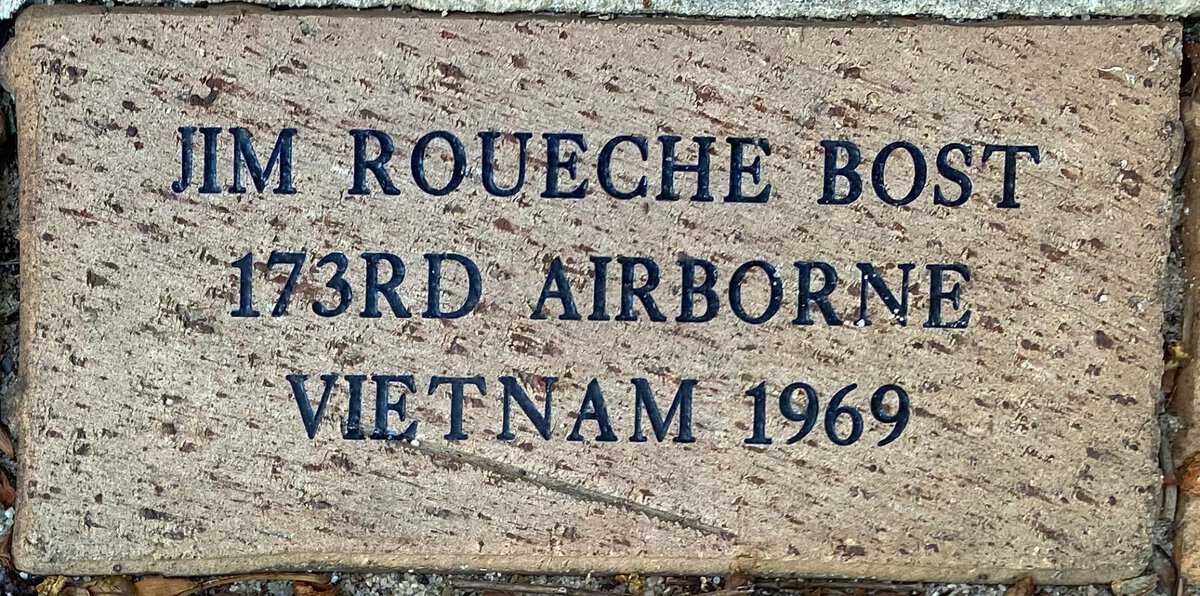 JIM ROUECHE BOST
173RD AIRBORNE
VIETNAM 1969